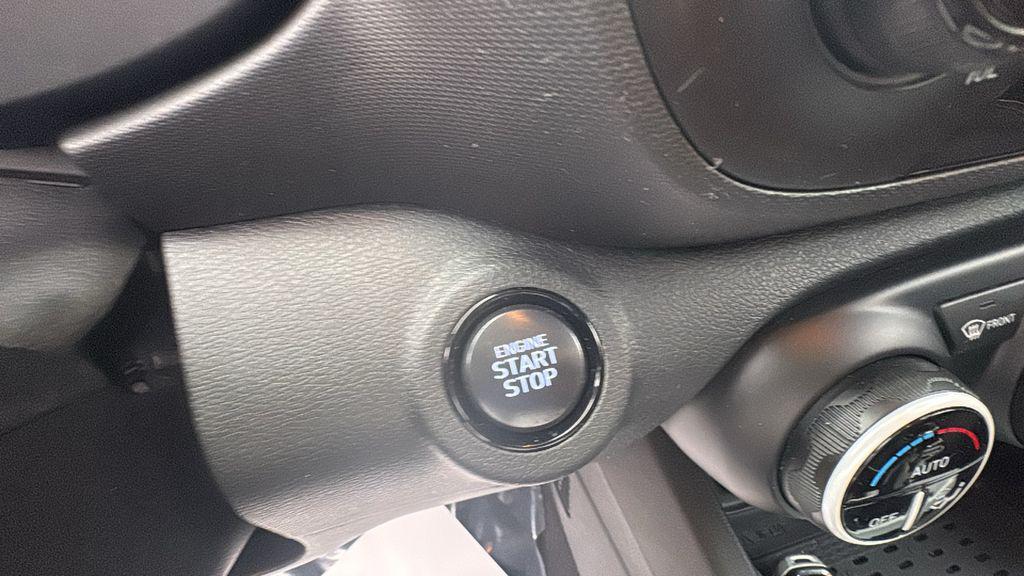 ENGINE
START
STOP
FRONT
AUTO
OFF